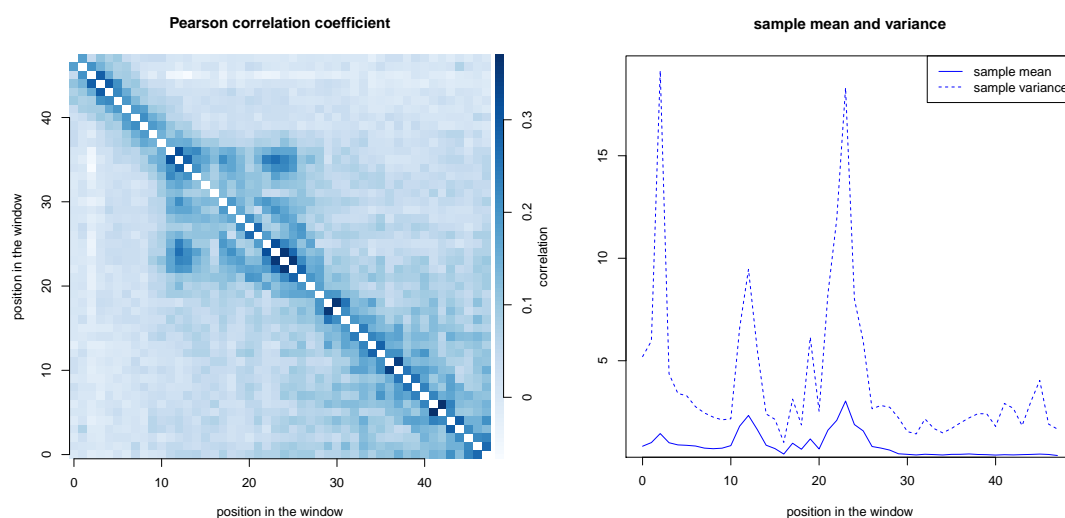 Pearson correlation coefficient
position in the window
0 10 20 30 40
0 10 20 30 40
position in the window
0 0.1 0.2 0.3
correlation
sample mean and variance
sample mean
sample variance
5 10 15
0 10 20 30 40
position in the window